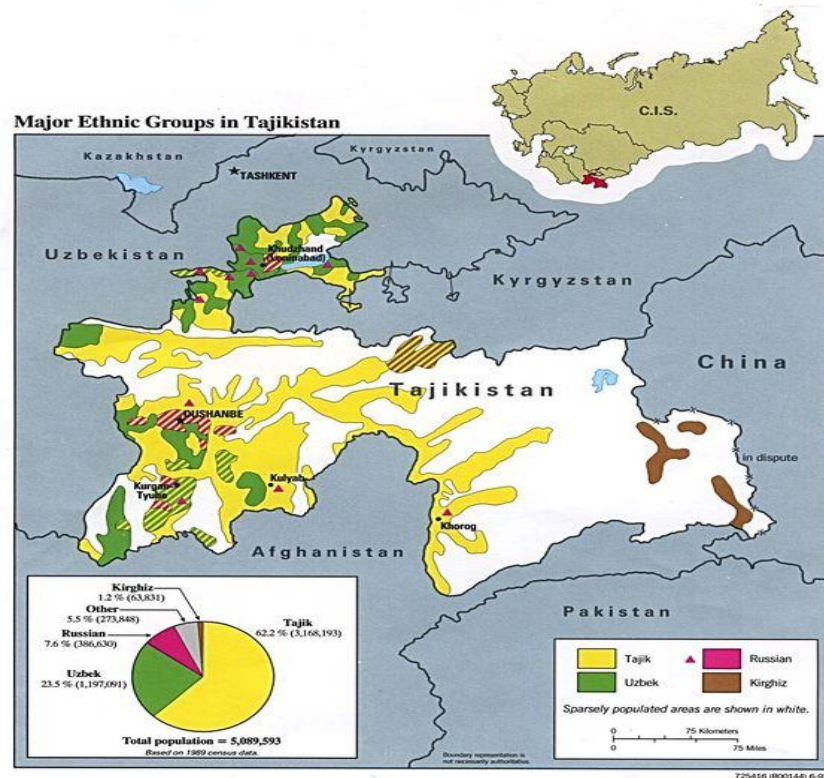 C.I.S.
Major Ethnic Groups in Tajikistan
Kazakhstan
Kyrgyzstan
TASHKENT
Uzbekistan
Khudzhand
(Leninabad)
Kyrgyzstan
China
Tajikistan
DUSHANBE
in dispute
Kurgan-
Tyube
Kulyab
Khorog
Afghanistan
Pakistan
Kirghiz
1.2 % (63,831)
Other
5.5 % (273,848)
Russian
7.6 % (386,630)
Uzbek
23.5 % (1,197,091)
Tajik
62.2 % (3,168,193)
Total population = 5,089,593
Based on 1989 census data.
Boundary representation is
not necessarily authoritative.
Tajik
Russian
Uzbek
Kirghiz
Sparsely populated areas are shown in white.
0 75 Kilometers
0 75 Miles